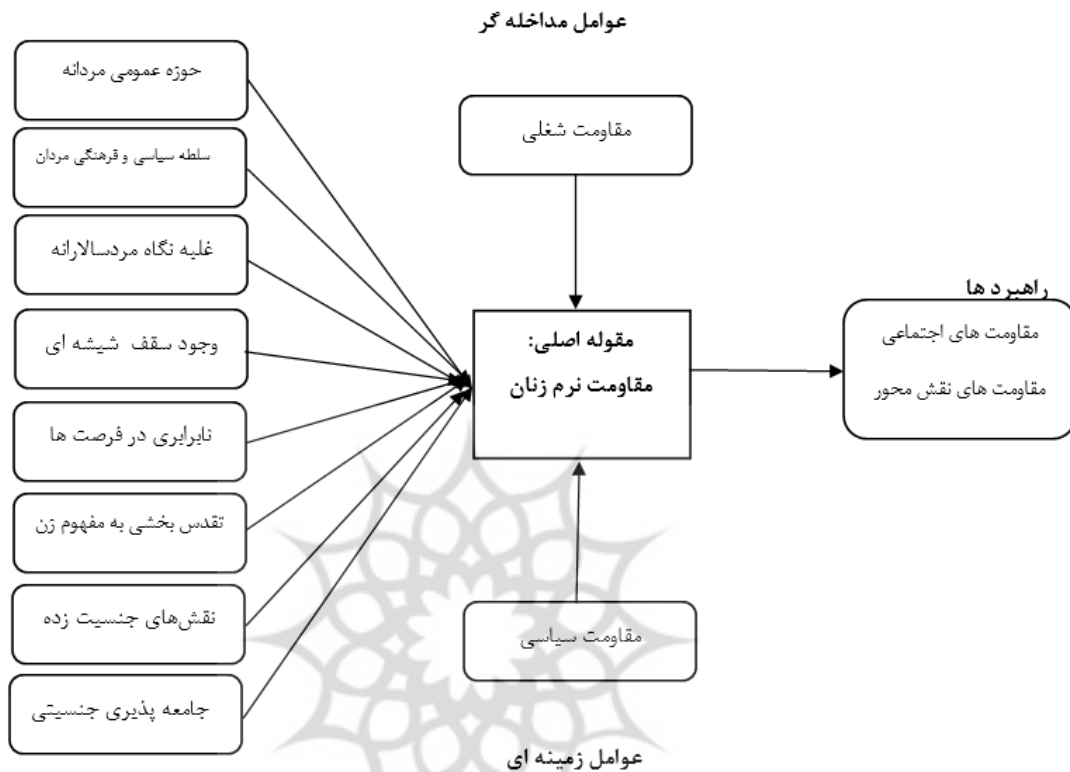 عوامل مداخله گر
حوزه عمومی مردانه
سلطه سیاسی و قرهنگی مردان
غلیه نگاه مردسالارانه
وجود سقف شیشه ای
نابرابری در فرصت ها
تقدس بخشی به مفهوم زن
نقش‌های جنسیت زده
جامعه پذیری جنسیتی
مقاومت شغلی
مقوله اصلی:
مقاومت نرم زنان
مقاومت سیاسی
راهبرد ها
مقاومت های اجتماعی
مقاومت های نقش محور
عوامل زمینه ای